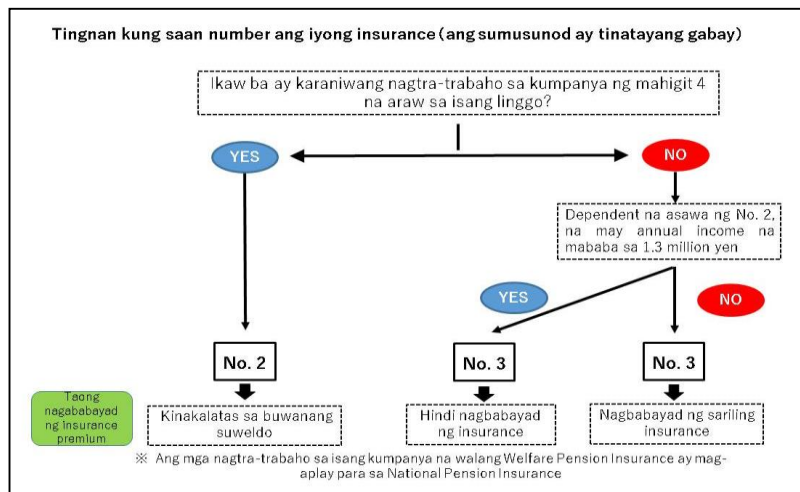 Tingnan kung saan number ang iyong insurance (ang sumusunod ay tinatayang gabay)
Ikaw ba ay karaniwang nagtra-trabaho sa kumpanya ng mahigit 4
na araw sa isang linggo?
YES
NO
Dependent na asawa ng No. 2,
na may annual income na
mababa sa 1.3 million yen
YES
NO
No. 2
No. 3
No. 3
Taong
nagababayad
ng insurance
premium
Kinakalatas sa buwanang
suweldo
Hindi nagbabayad
ng insurance
Nagbabayad ng sariling
insurance
※ Ang mga nagtra-trabaho sa isang kumpanya na walang Welfare Pension Insurance ay mag-
aplay para sa National Pension Insurance